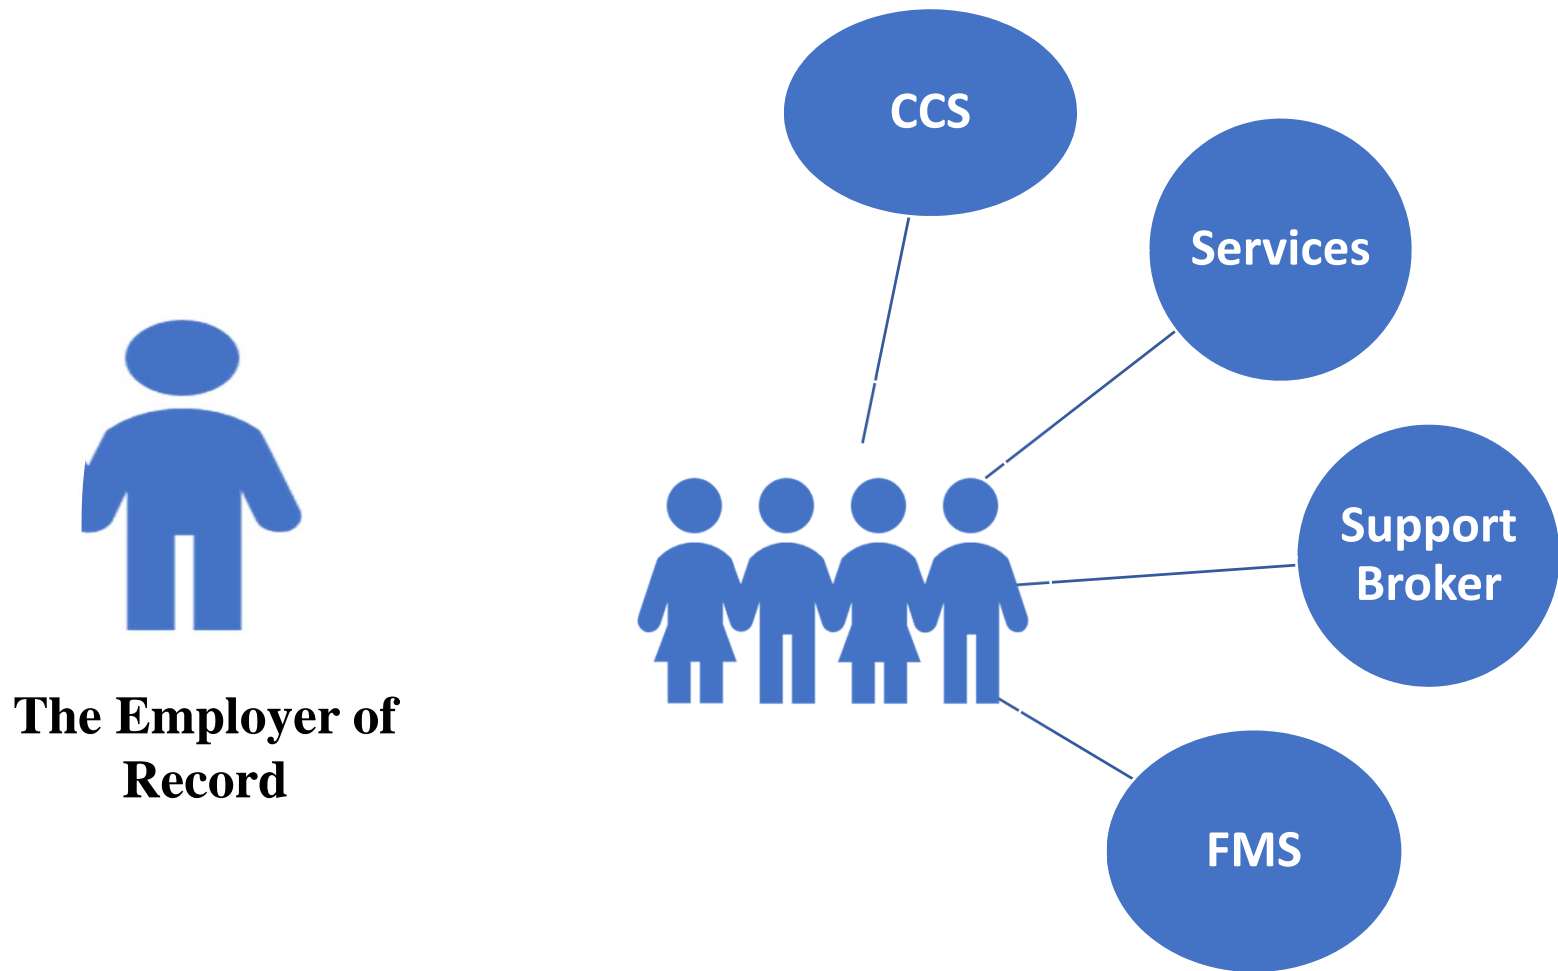 CCS
Services
Support
Broker
The Employer of
Record
FMS